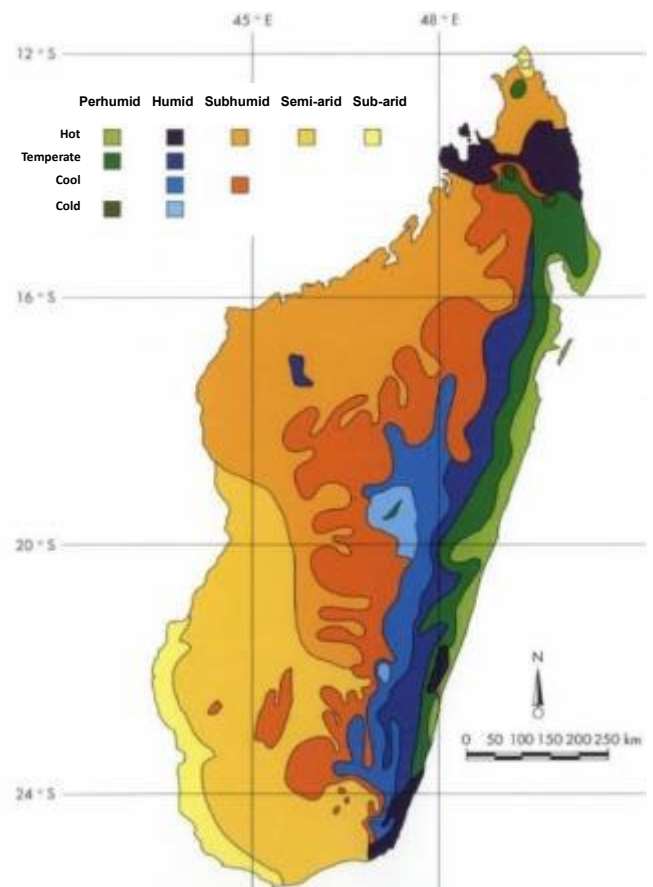 45°E 48°E
12°S
Perhumid Humid Subhumid Semi-arid Sub-arid
Hot
Temperate
Cool
Cold
16°S
20°S
N
O
0 50 100 150 200 250 km
24°S